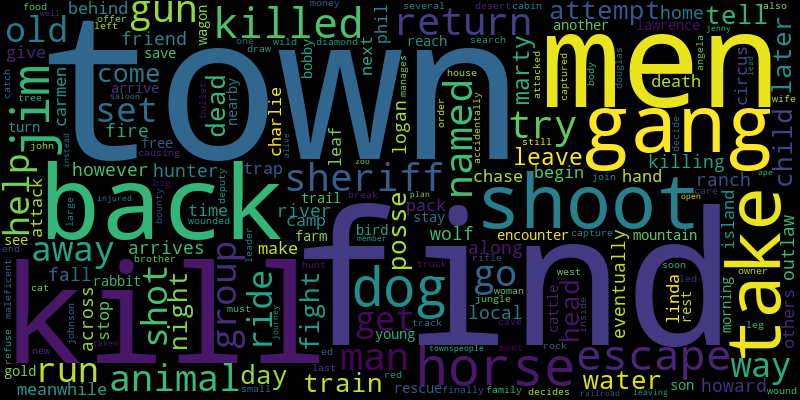 town
men
find
kill
back
gang
shoot
take
horse
killed
return
jim
gun
old
behind
wagon
friend
phil
bobby
next
save
reach
set
come
dead
fire
give
arrive
nearby
carmen
turn
john
free
causing
tree
food
offer
left
well
catch
saloon
bullet
charlie
leaf
logan
marty
named
try
leave
begin
chase
tell
attempt
another
home
lawrence
jenny
also
several
desert
cabin
money
one
draw
wild
diamond
search
attacked
captured
body
douglas
manages
house
order
accidentally
death
angela
circus
later
child
lead
wife
killing
decide
still
join
ape
care
open
hand
ranch
island
outlaw
others
morning
mountain
encounter
capture
owner
eventually
linda
rest
soon
led
leg
way
howard
son
wound
water
escape
rock
west
cattle
inside
head
local
go
along
wolf
pack
stay
bird
member
posse
dog
get
man
young
truck
rifle
woman
jungle
cave
track
townspeople
meet
red
rescue
finally
family
decides
railroad
leaving
sheriff
hunter
trap
trail
river
camp
farm
break
plan
zoo
alive
time
wounded
deputy
bounty
big
however
help
attack
see
end
away
arrives
brother
fall
rabbit
cat
maleficent
refuse
new
gold
meanwhile
run
animal
day
small
train
last
ed
hunt
must
journey
leader
fight
make
ride
group
night
shot
stop
across
johnson
large
injured
instead